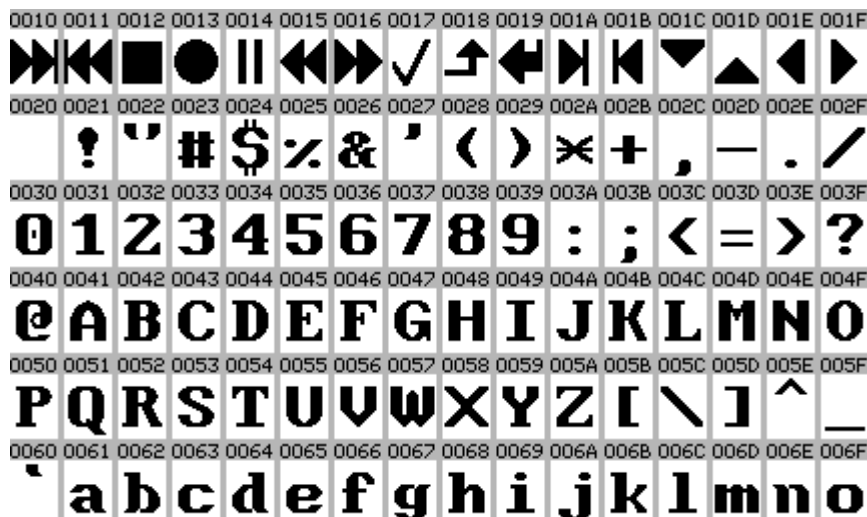 0010 0011 0012 0013 0014 0015 0016 0017 0018 0019 001A 001B 001C 001D 001E 001F
0020 0021 0022 0023 0024 0025 0026 0027 0028 0029 002A 002B 002C 002D 002E 002F
! " # $ % & ' ( ) * + , - . /
0030 0031 0032 0033 0034 0035 0036 0037 0038 0039 003A 003B 003C 003D 003E 003F
0 1 2 3 4 5 6 7 8 9 : ; < = > ?
0040 0041 0042 0043 0044 0045 0046 0047 0048 0049 004A 004B 004C 004D 004E 004F
@ A B C D E F G H I J K L M N O
0050 0051 0052 0053 0054 0055 0056 0057 0058 0059 005A 005B 005C 005D 005E 005F
P Q R S T U V W X Y Z [ \ ] ^ _
0060 0061 0062 0063 0064 0065 0066 0067 0068 0069 006A 006B 006C 006D 006E 006F
` a b c d e f g h i j k l m n o